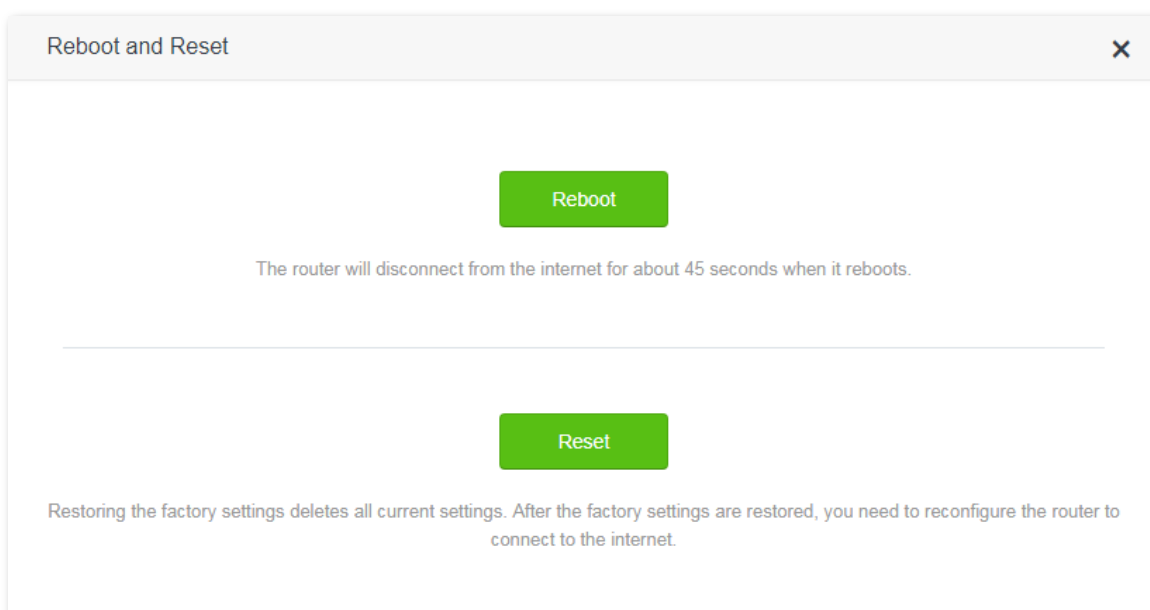 Reboot and Reset
Reboot
The router will disconnect from the internet for about 45 seconds when it reboots.
Reset
Restoring the factory settings deletes all current settings. After the factory settings are restored, you need to reconfigure the router to
connect to the internet.